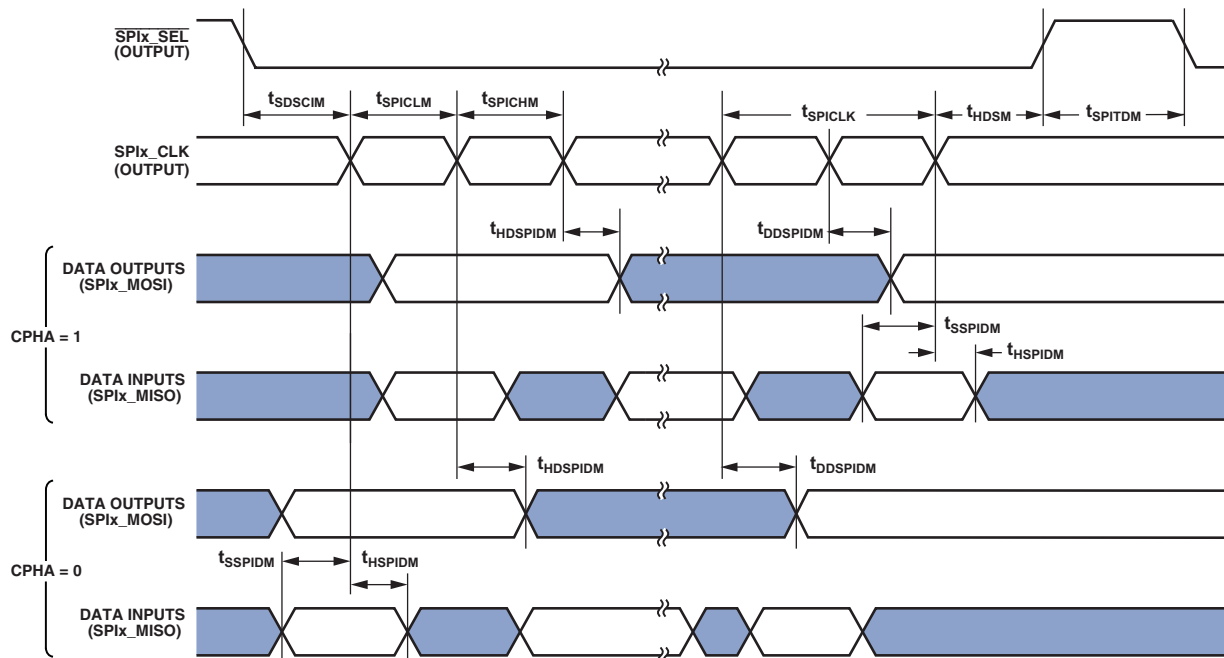 SPIx_SEL
(OUTPUT)
tSDSCIM
tSPICLM
tSPICHM
tSPICLK
tHDSM
tSPITDM
SPIx_CLK
(OUTPUT)
tHDSPIDM
tDDSPIDM
DATA OUTPUTS
(SPIx_MOSI)
CPHA = 1
tSSPIDM
tHSPIDM
DATA INPUTS
(SPIx_MISO)
tHDSPIDM
tDDSPIDM
DATA OUTPUTS
(SPIx_MOSI)
CPHA = 0
tSSPIDM
tHSPIDM
DATA INPUTS
(SPIx_MISO)